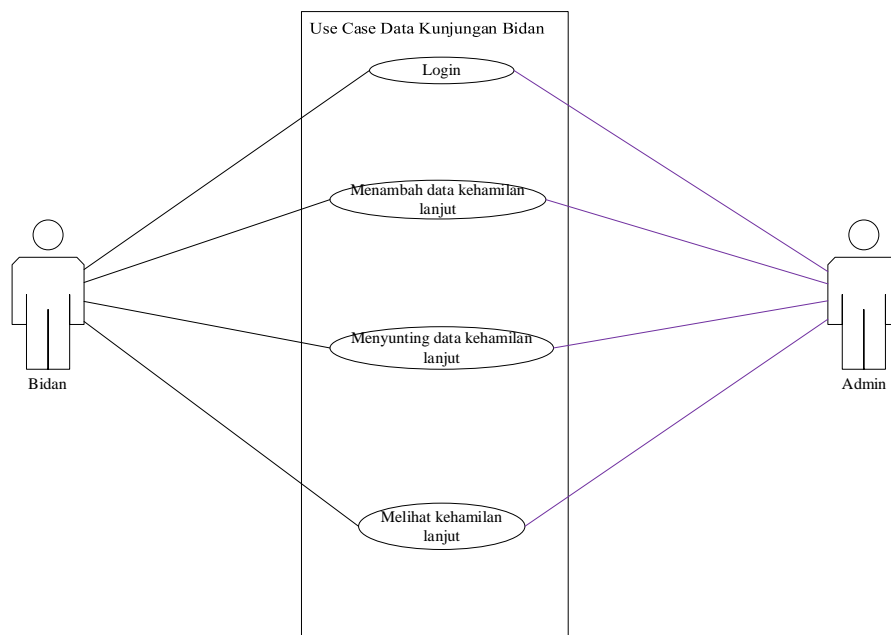 Use Case Data Kunjungan Bidan
Login
Menambah data kehamilan
lanjut
Menyunting data kehamilan
lanjut
Bidan
Admin
Melihat kehamilan
lanjut